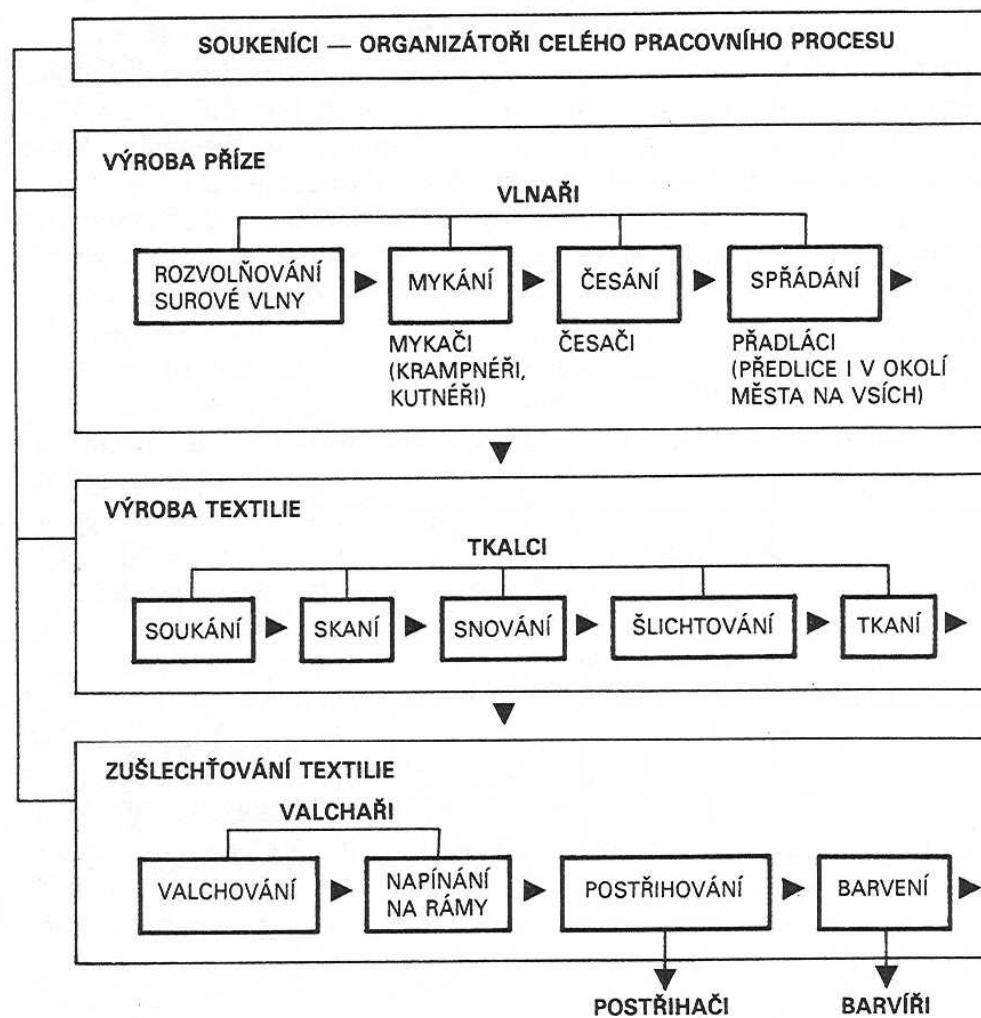 SOUKENÍCI — ORGANIZÁTOŘI CELÉHO PRACOVNÍHO PROCESU
VÝROBA PŘÍZE
VLNAŘI
ROZVOLŇOVÁNÍ
SUROVÉ VLNY
MYKÁNÍ
ČESÁNÍ
SPŘÁDÁNÍ
MYKAČI
(KRAMPNÉŘI,
KUTNÉŘI)
ČESAČI
PŘADLÁCI
(PŘEDLICE I V OKOLÍ
MĚSTA NA VSÍCH)
VÝROBA TEXTILIE
TKALCI
SOUKÁNÍ
SKANÍ
SNOVÁNÍ
ŠLICHTOVÁNÍ
TKANÍ
ZUŠLECHŤOVÁNÍ TEXTILIE
VALCHAŘI
VALCHOVÁNÍ
NAPÍNÁNÍ
NA RÁMY
POSTŘIHOVÁNÍ
BARVENÍ
POSTŘIHAČI
BARVÍŘI